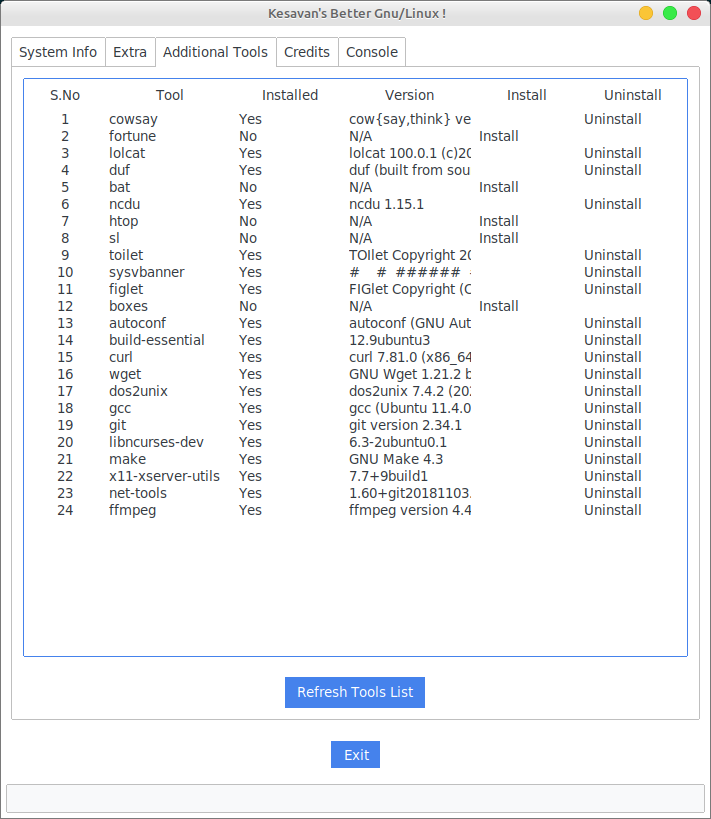 Kesavan's Better Gnu/Linux !
System Info Extra Additional Tools Credits Console
S.No Tool Installed Version Install Uninstall
1 cowsay Yes cow{say,think} ve Uninstall
2 fortune No N/A Install
3 lolcat Yes lolcat 100.0.1 (c)20 Uninstall
4 duf Yes duf (built from sou Uninstall
5 bat No N/A Install
6 ncdu Yes ncdu 1.15.1 Uninstall
7 htop No N/A Install
8 sl No N/A Install
9 toilet Yes TOIlet Copyright 20 Uninstall
10 sysvbanner Yes # # ###### Uninstall
11 figlet Yes FIGlet Copyright (C Uninstall
12 boxes No N/A Install
13 autoconf Yes autoconf (GNU Aut Uninstall
14 build-essential Yes 12.9ubuntu3 Uninstall
15 curl Yes curl 7.81.0 (x86_64 Uninstall
16 wget Yes GNU Wget 1.21.2 b Uninstall
17 dos2unix Yes dos2unix 7.4.2 (202 Uninstall
18 gcc Yes gcc (Ubuntu 11.4.0 Uninstall
19 git Yes git version 2.34.1 Uninstall
20 libncurses-dev Yes 6.3-2ubuntu0.1 Uninstall
21 make Yes GNU Make 4.3 Uninstall
22 x11-xserver-utils Yes 7.7+9build1 Uninstall
23 net-tools Yes 1.60+git20181103. Uninstall
24 ffmpeg Yes ffmpeg version 4.4 Uninstall
Refresh Tools List
Exit